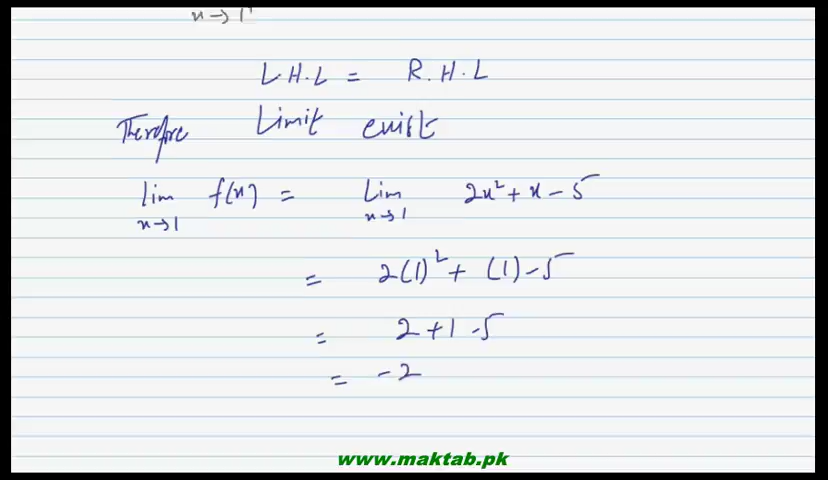 x→1⁺
L.H.L = R.H.L
Therefore Limit exist
lim f(x) = lim 2x² + x - 5
x→1 x→1
= 2(1)² + (1) - 5
= 2 + 1 - 5
= -2
www.maktab.pk